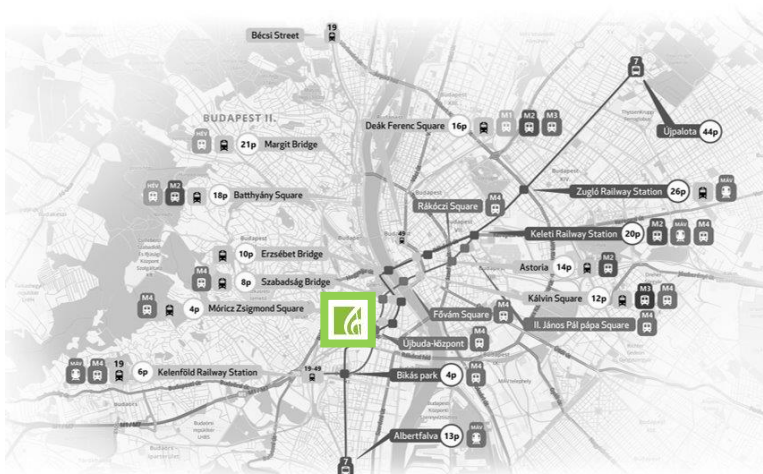 19
Bécsi Street
7
BUDAPEST II.
Deák Ferenc Square 16p M1 M2 M3
Újpalota 44p
HÉV 21p Margit Bridge
HÉV M2 18p Batthyány Square
Zugló Railway Station 26p MÁV
Rákóczi Square M4
49
Keleti Railway Station 20p M2 MÁV M4
10p Erzsébet Bridge
Astoria 14p M2
M4 8p Szabadság Bridge
Kálvin Square 12p M3 M4
M4 4p Móricz Zsigmond Square
Fővám Square M4
II. János Pál pápa Square M4
Újbuda-központ M4
MÁV M4 19 6p Kelenföld Railway Station
19-49
Bikás park 4p M4
Albertfalva 13p MÁV
7